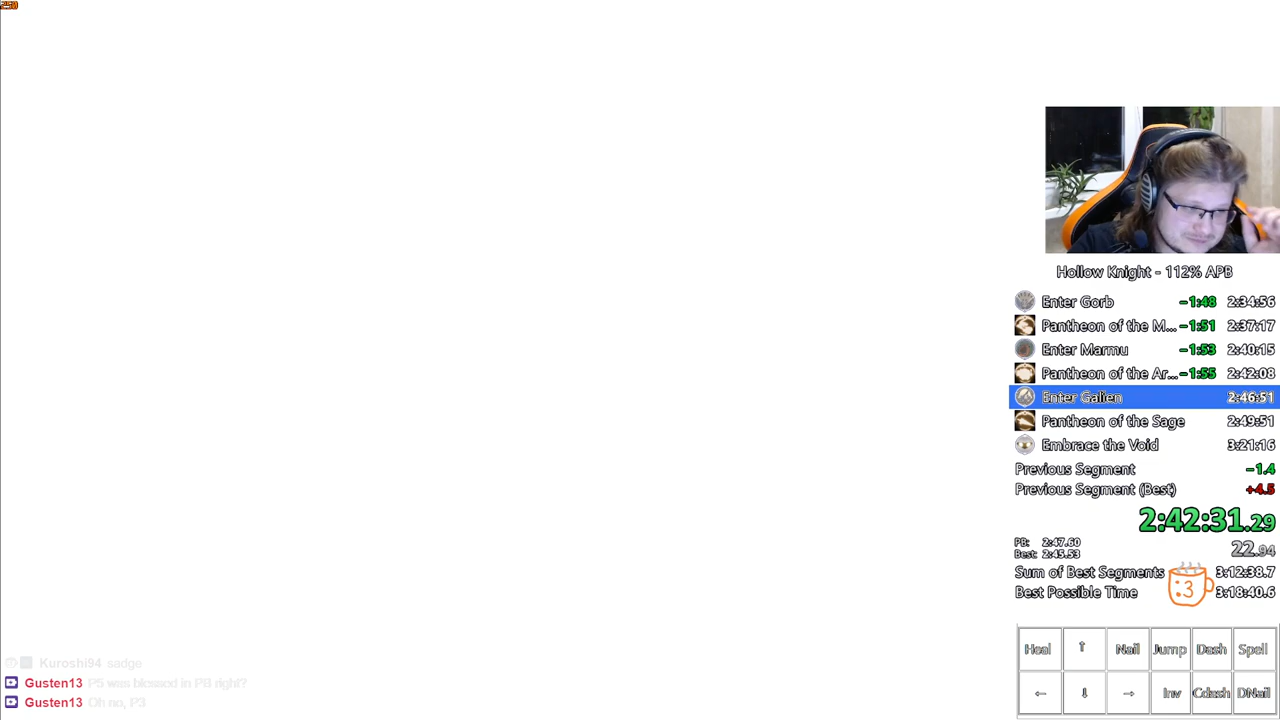 250
Hollow Knight - 112% APB
Enter Gorb -1:48 2:34:56
Pantheon of the M... -1:51 2:37:17
Enter Marmu -1:53 2:40:15
Pantheon of the Ar... -1:55 2:42:08
Enter Galien 2:46:51
Pantheon of the Sage 2:49:51
Embrace the Void 3:21:16
Previous Segment -1.4
Previous Segment (Best) +4.5
2:42:31.29
PB: 2:47.60 22.94
Best: 2:45.53
Sum of Best Segments 3:12:38.7
Best Possible Time 3:18:40.6
:3
Heal ↑ Nail Jump Dash Spell
← ↓ → Inv Cdash DNail
Kuroshi94 sadge
Gusten13 P5 was blessed in PB right?
Gusten13 Oh no, P3